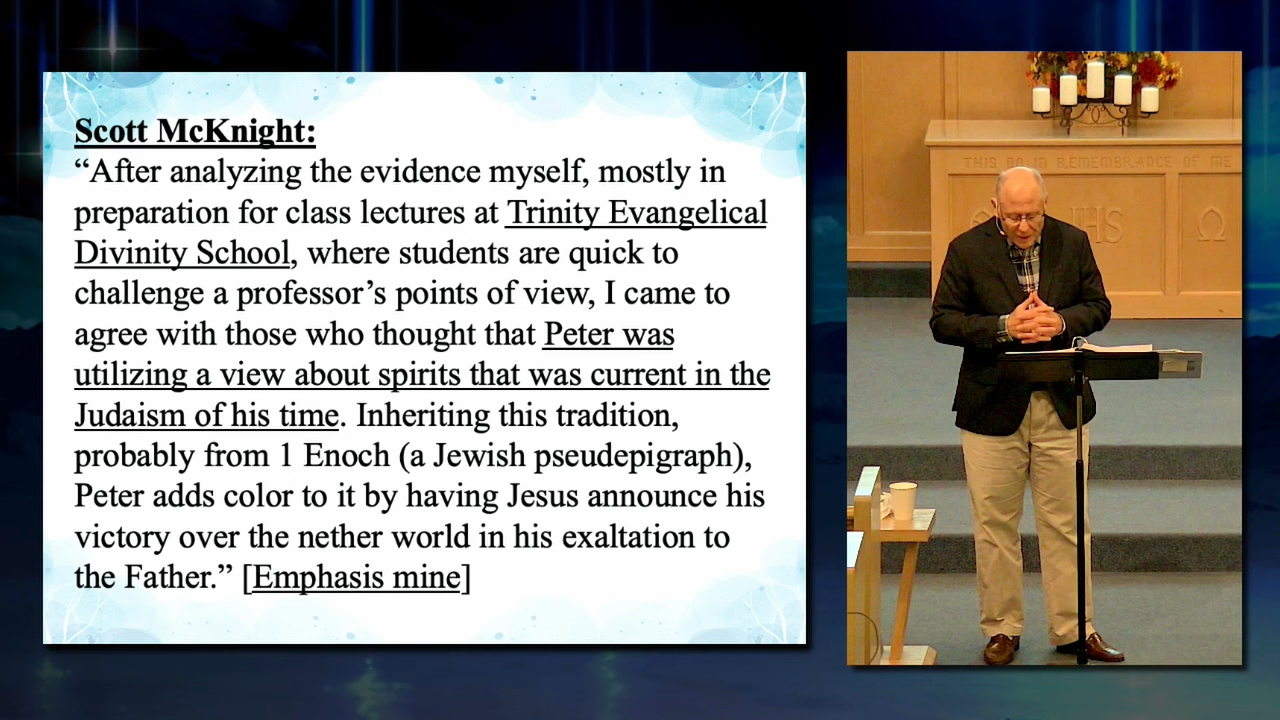 Scott McKnight:
“After analyzing the evidence myself, mostly in
preparation for class lectures at Trinity Evangelical
Divinity School, where students are quick to
challenge a professor’s points of view, I came to
agree with those who thought that Peter was
utilizing a view about spirits that was current in the
Judaism of his time. Inheriting this tradition,
probably from 1 Enoch (a Jewish pseudepigraph),
Peter adds color to it by having Jesus announce his
victory over the nether world in his exaltation to
the Father.” [Emphasis mine]
THIS DO IN REMEMBRANCE OF ME
IHS Ω